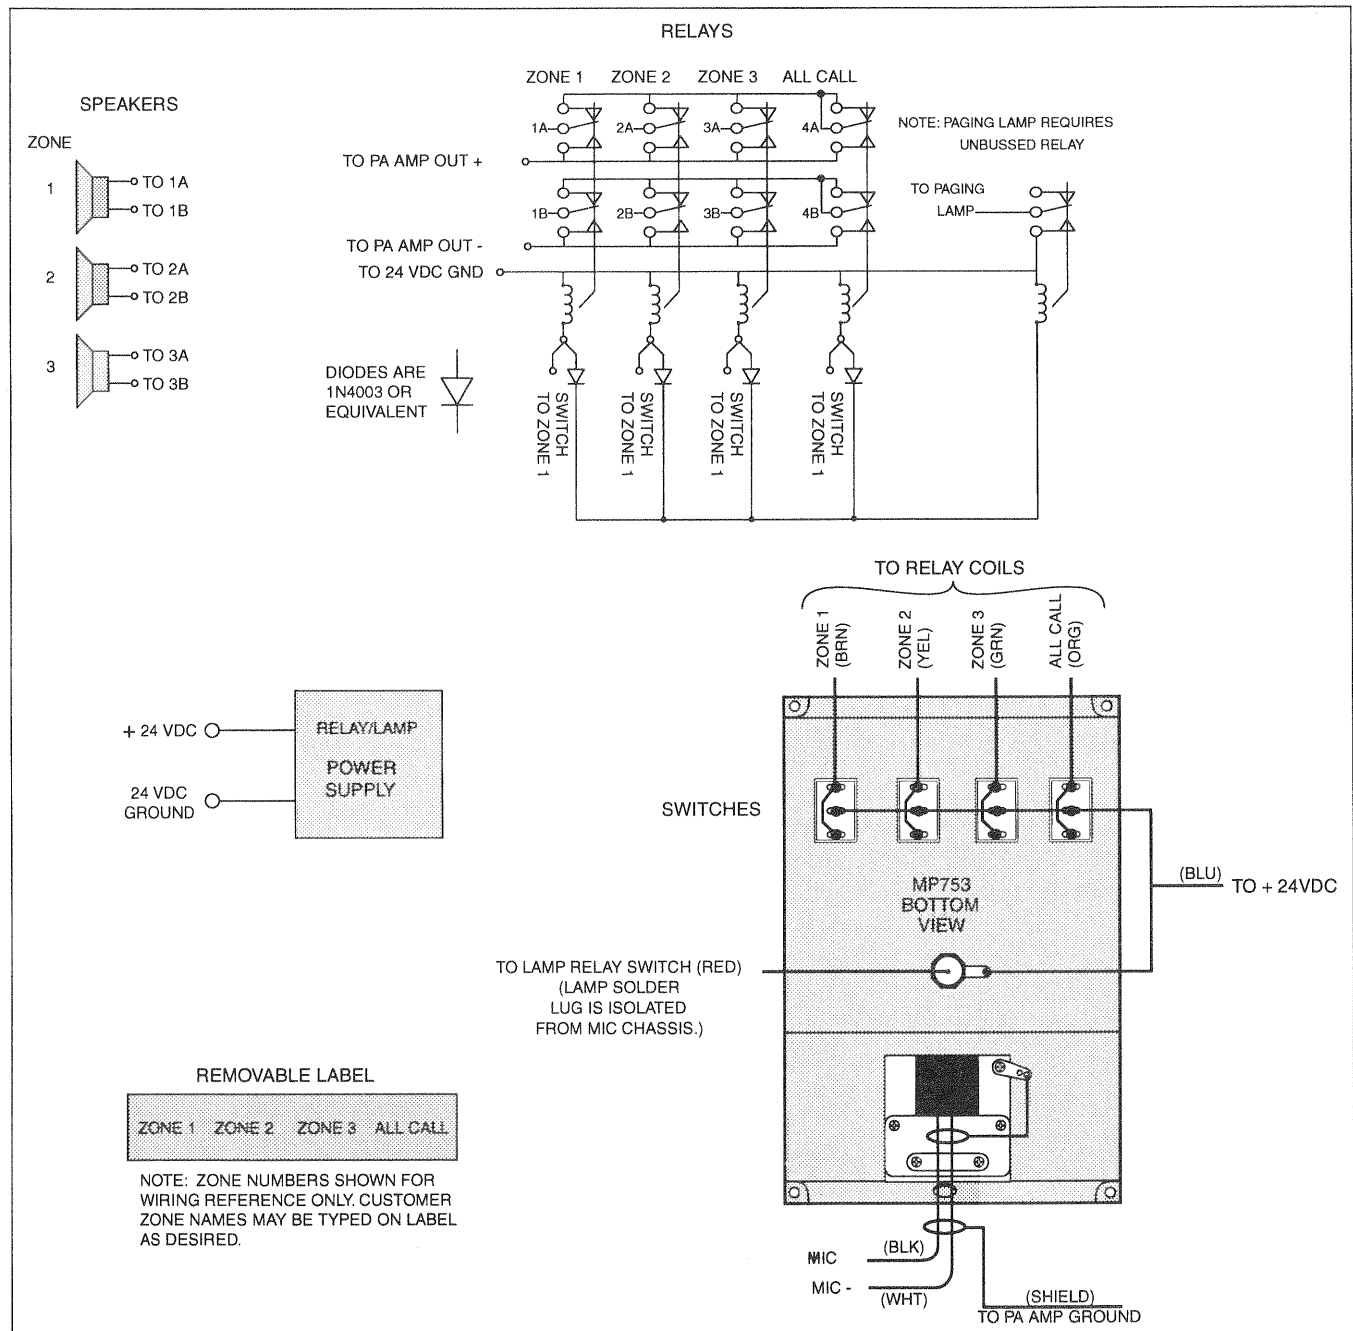 RELAYS
ZONE 1 ZONE 2 ZONE 3 ALL CALL
SPEAKERS
ZONE
1
TO 1A
TO 1B
2
TO 2A
TO 2B
3
TO 3A
TO 3B
1A 2A 3A 4A
NOTE: PAGING LAMP REQUIRES
UNBUSSED RELAY
TO PA AMP OUT +
1B 2B 3B 4B
TO PAGING
LAMP
TO PA AMP OUT -
TO 24 VDC GND
DIODES ARE
1N4003 OR
EQUIVALENT
SWITCH
TO ZONE 1
SWITCH
TO ZONE 1
SWITCH
TO ZONE 1
SWITCH
TO ZONE 1
TO RELAY COILS
ZONE 1
(BRN)
ZONE 2
(YEL)
ZONE 3
(GRN)
ALL CALL
(ORG)
+ 24 VDC
24 VDC
GROUND
RELAY/LAMP
POWER
SUPPLY
SWITCHES
MP753
BOTTOM
VIEW
(BLU)
TO + 24VDC
TO LAMP RELAY SWITCH (RED)
(LAMP SOLDER
LUG IS ISOLATED
FROM MIC CHASSIS.)
REMOVABLE LABEL
ZONE 1 ZONE 2 ZONE 3 ALL CALL
NOTE: ZONE NUMBERS SHOWN FOR
WIRING REFERENCE ONLY. CUSTOMER
ZONE NAMES MAY BE TYPED ON LABEL
AS DESIRED.
MIC
(BLK)
MIC -
(WHT)
(SHIELD)
TO PA AMP GROUND